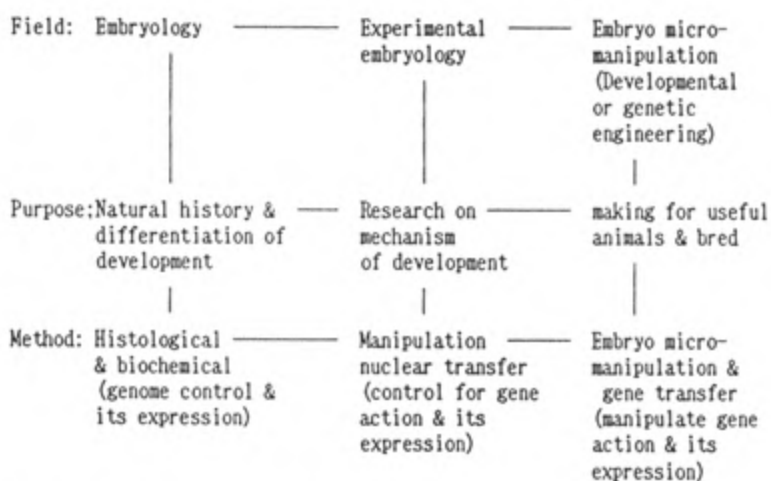 Field: Embryology Experimental Embryo micro-
embryology manipulation
(Developmental
or genetic
engineering)
Purpose:Natural history & Research on making for useful
differentiation of mechanism animals & bred
development of development
Method: Histological Manipulation Embryo micro-
& biochemical nuclear transfer manipulation &
(genome control & (control for gene gene transfer
its expression) action & its (manipulate gene
expression) action & its
expression)